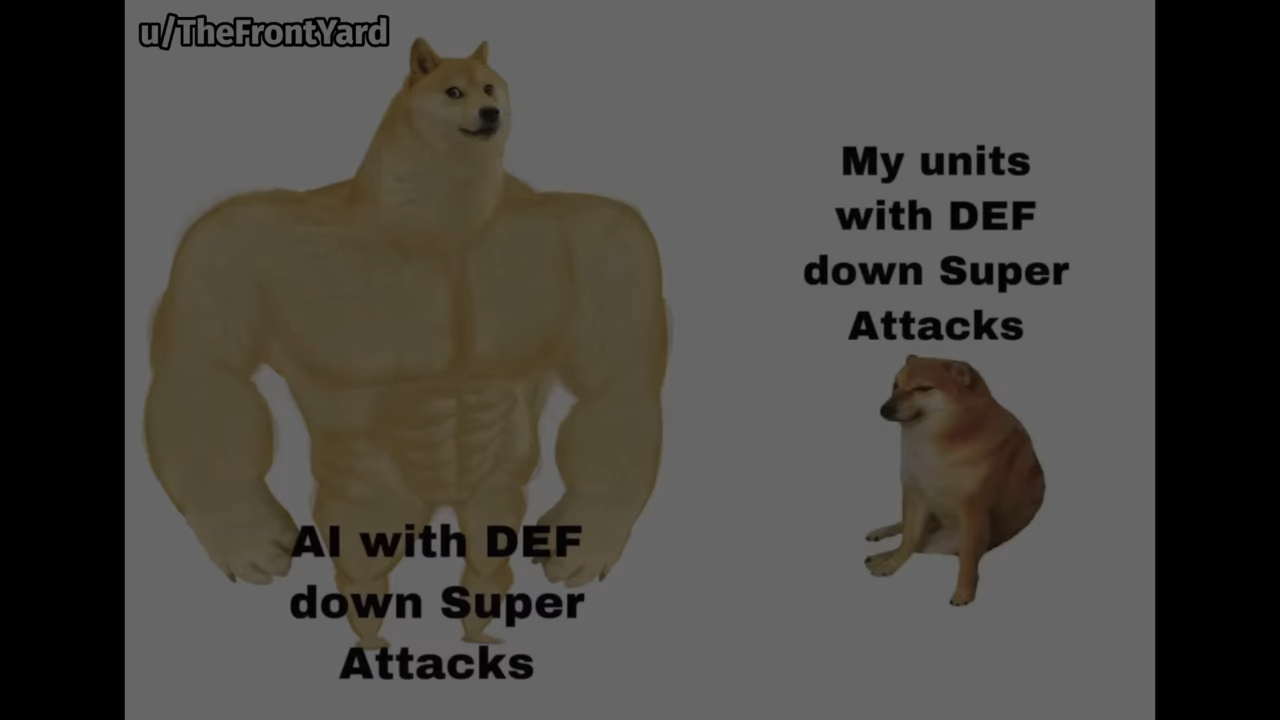 u/TheFrontYard
My units
with DEF
down Super
Attacks
AI with DEF
down Super
Attacks